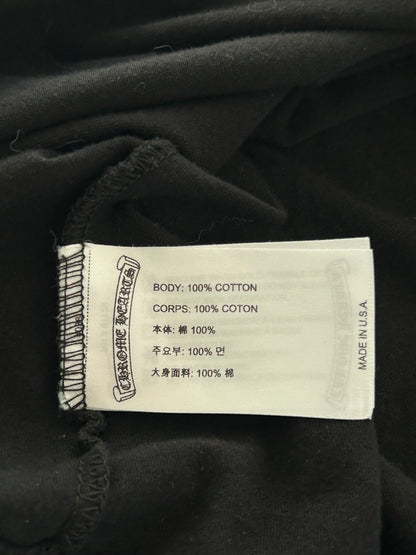 CHROME HEARTS
BODY: 100% COTTON
CORPS: 100% COTON
本体: 棉 100%
주요부: 100% 면
大身面料: 100% 棉
MADE IN U.S.A.